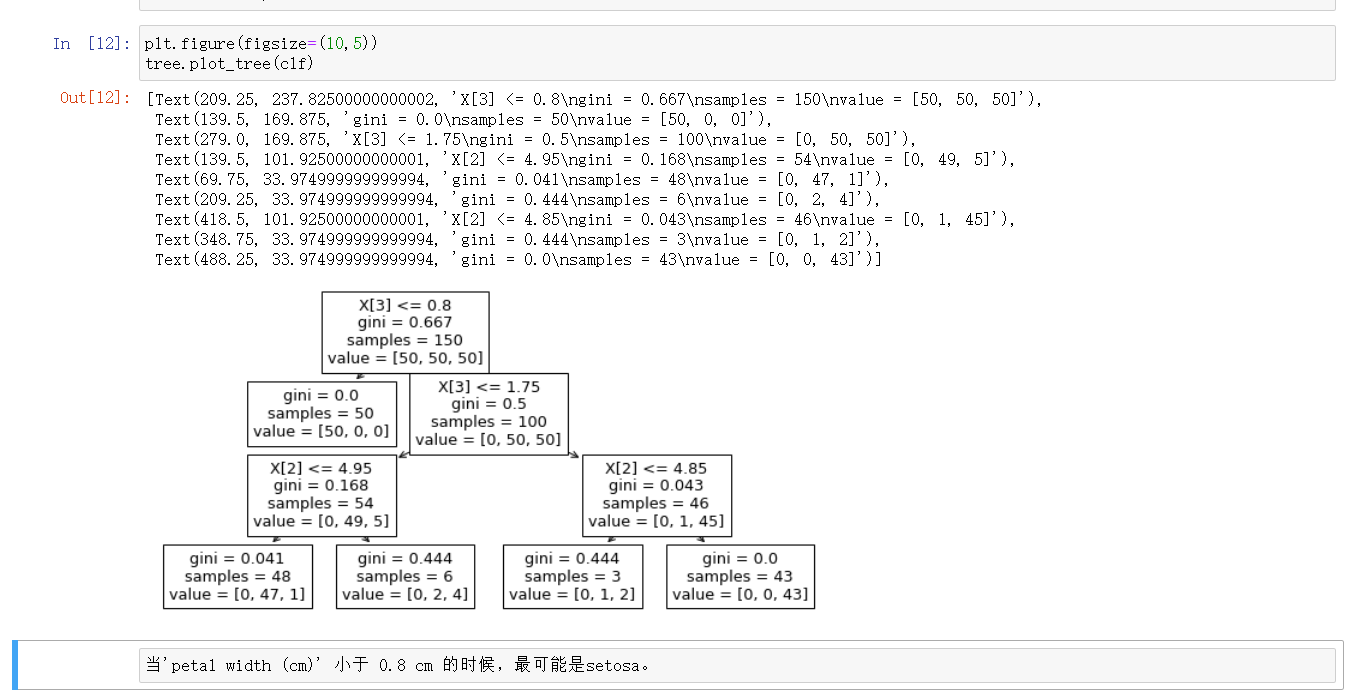 In [12]:
plt.figure(figsize=(10,5))
tree.plot_tree(clf)
Out[12]:
[Text(209.25, 237.82500000000002, 'X[3] <= 0.8\ngini = 0.667\nsamples = 150\nvalue = [50, 50, 50]'),
Text(139.5, 169.875, 'gini = 0.0\nsamples = 50\nvalue = [50, 0, 0]'),
Text(279.0, 169.875, 'X[3] <= 1.75\ngini = 0.5\nsamples = 100\nvalue = [0, 50, 50]'),
Text(139.5, 101.92500000000001, 'X[2] <= 4.95\ngini = 0.168\nsamples = 54\nvalue = [0, 49, 5]'),
Text(69.75, 33.974999999999994, 'gini = 0.041\nsamples = 48\nvalue = [0, 47, 1]'),
Text(209.25, 33.974999999999994, 'gini = 0.444\nsamples = 6\nvalue = [0, 2, 4]'),
Text(418.5, 101.92500000000001, 'X[2] <= 4.85\ngini = 0.043\nsamples = 46\nvalue = [0, 1, 45]'),
Text(348.75, 33.974999999999994, 'gini = 0.444\nsamples = 3\nvalue = [0, 1, 2]'),
Text(488.25, 33.974999999999994, 'gini = 0.0\nsamples = 43\nvalue = [0, 0, 43]')]
X[3] <= 0.8
gini = 0.667
samples = 150
value = [50, 50, 50]
gini = 0.0
samples = 50
value = [50, 0, 0]
X[3] <= 1.75
gini = 0.5
samples = 100
value = [0, 50, 50]
X[2] <= 4.95
gini = 0.168
samples = 54
value = [0, 49, 5]
X[2] <= 4.85
gini = 0.043
samples = 46
value = [0, 1, 45]
gini = 0.041
samples = 48
value = [0, 47, 1]
gini = 0.444
samples = 6
value = [0, 2, 4]
gini = 0.444
samples = 3
value = [0, 1, 2]
gini = 0.0
samples = 43
value = [0, 0, 43]
当'petal width (cm)' 小于 0.8 cm 的时候，最可能是setosa。